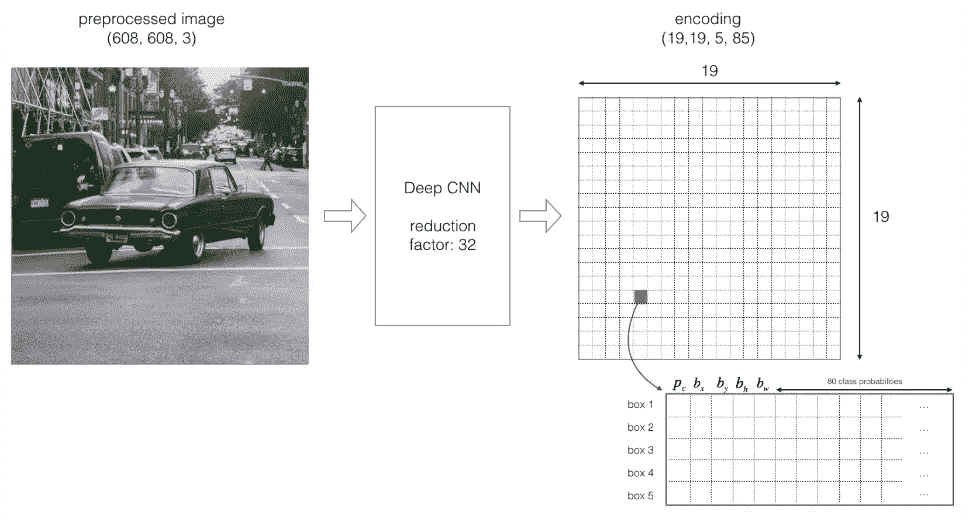 preprocessed image
(608, 608, 3)
encoding
(19,19, 5, 85)
19
Deep CNN
reduction
factor: 32
19
p_c b_x b_y b_h b_w
80 class probabilities
box 1 ...
box 2 ...
box 3 ...
box 4 ...
box 5 ...